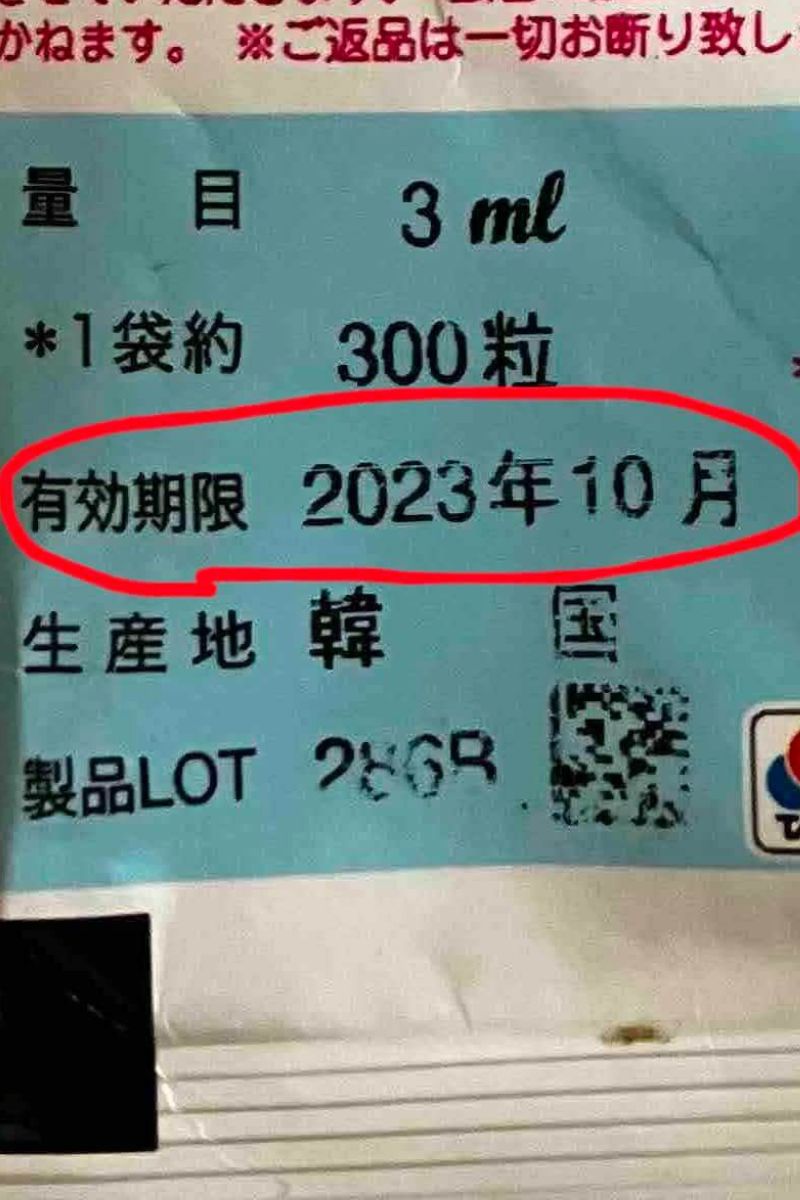 かねます。 ※ご返品は一切お断り致し
量 目 3 ml
*1袋約 300粒
有効期限 2023年10月
生産地 韓 国
製品LOT 286B